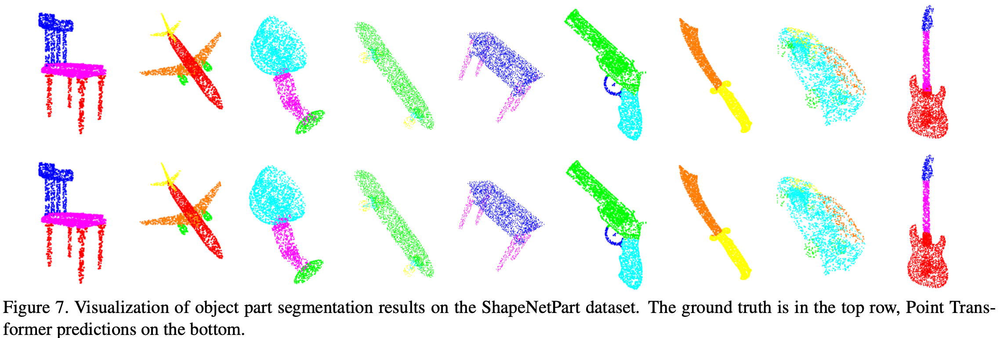 Figure 7. Visualization of object part segmentation results on the ShapeNetPart dataset. The ground truth is in the top row, Point Trans-
former predictions on the bottom.